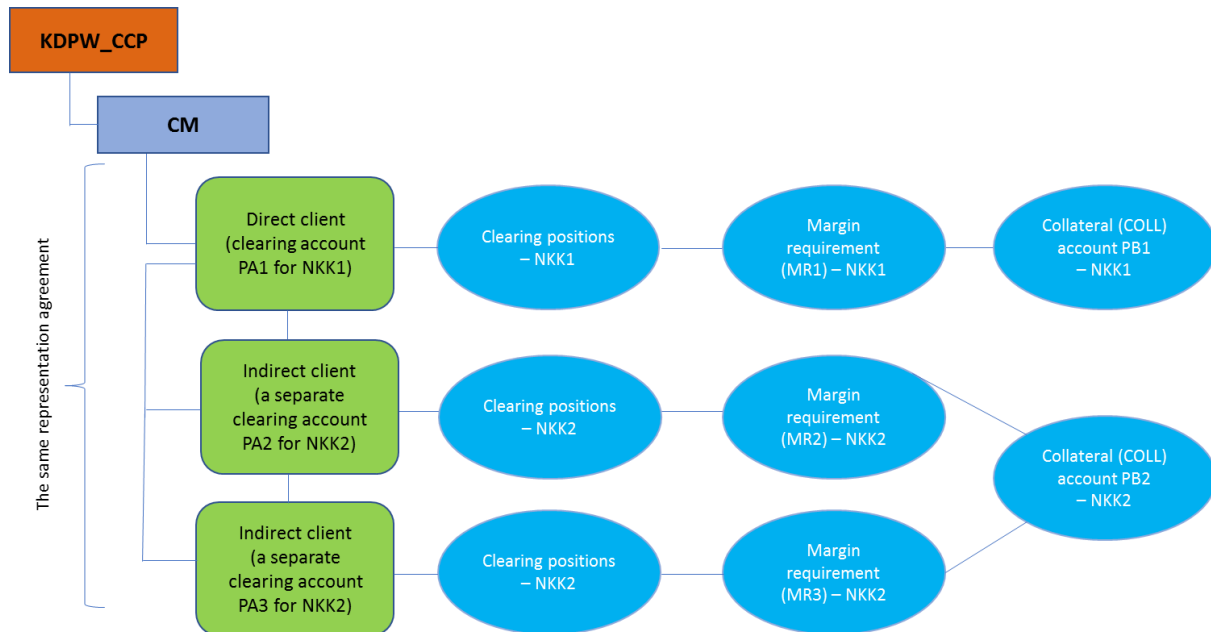 KDPW_CCP
CM
The same representation agreement
Direct client
(clearing account
PA1 for NKK1)
Clearing positions
– NKK1
Margin
requirement
(MR1) – NKK1
Collateral (COLL)
account PB1
– NKK1
Indirect client
(a separate
clearing account
PA2 for NKK2)
Clearing positions
– NKK2
Margin
requirement
(MR2) – NKK2
Collateral (COLL)
account PB2
– NKK2
Indirect client
(a separate
clearing account
PA3 for NKK2)
Clearing positions
– NKK2
Margin
requirement
(MR3) – NKK2